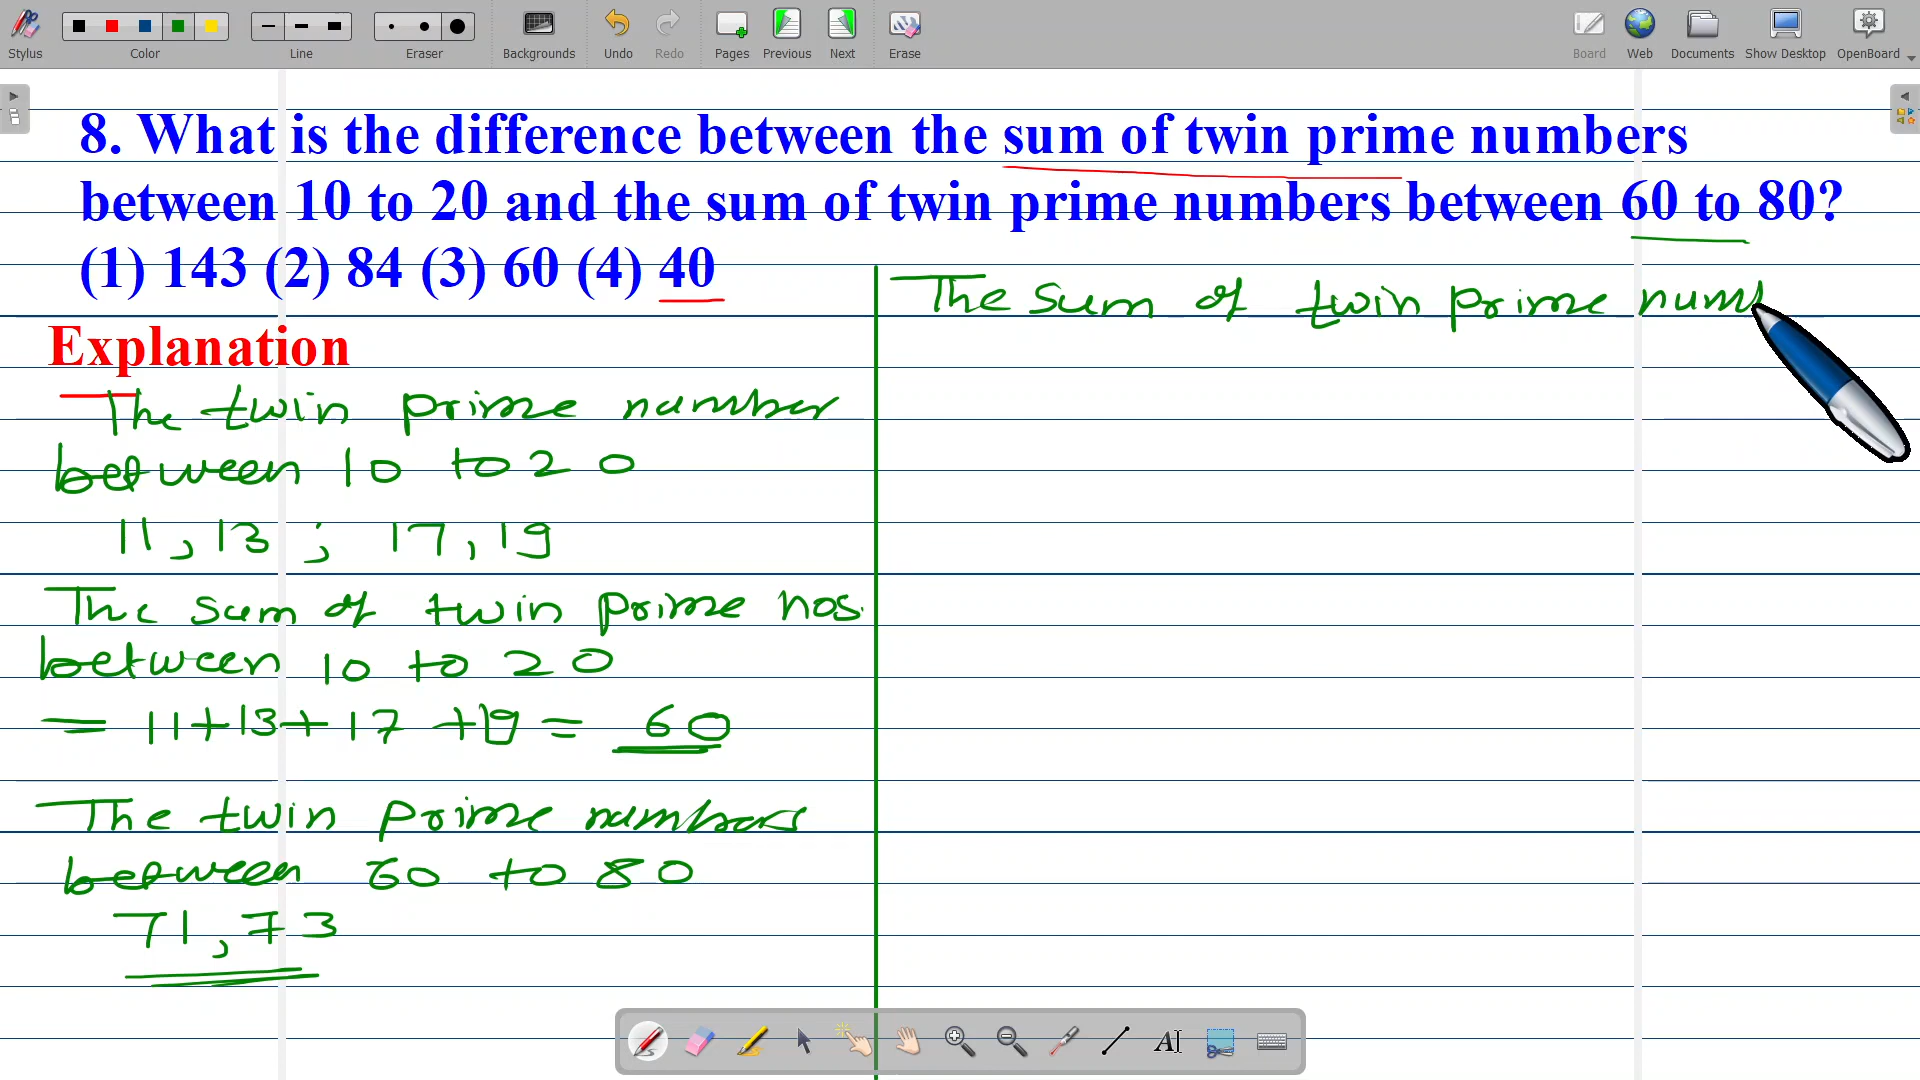 Stylus
Color
Line
Eraser
Backgrounds
Undo
Redo
Pages
Previous
Next
Erase
Board
Web
Documents
Show Desktop
OpenBoard
8. What is the difference between the sum of twin prime numbers
between 10 to 20 and the sum of twin prime numbers between 60 to 80?
(1) 143 (2) 84 (3) 60 (4) 40
Explanation
The twin prime number
between 10 to 20
11, 13 ; 17, 19
The sum of twin prime nos.
between 10 to 20
= 11+13+17+19 = 60
The twin prime numbers
between 60 to 80
71, 73
The sum of twin prime num